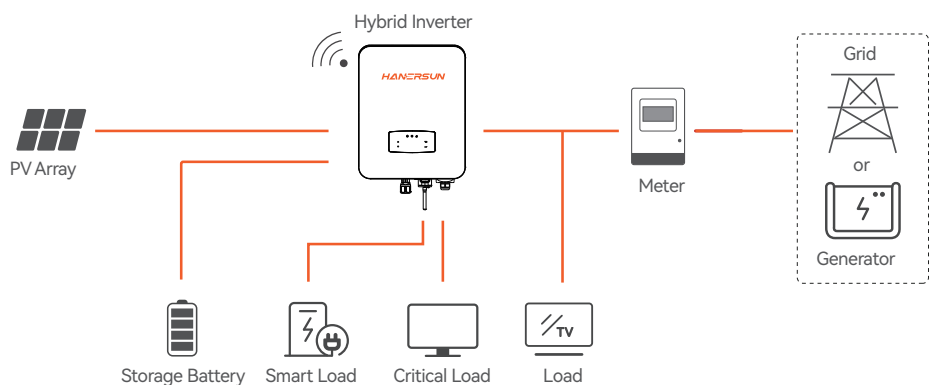 Hybrid Inverter
HANERSUN
Grid
PV Array
Meter
or
Generator
TV
Storage Battery
Smart Load
Critical Load
Load